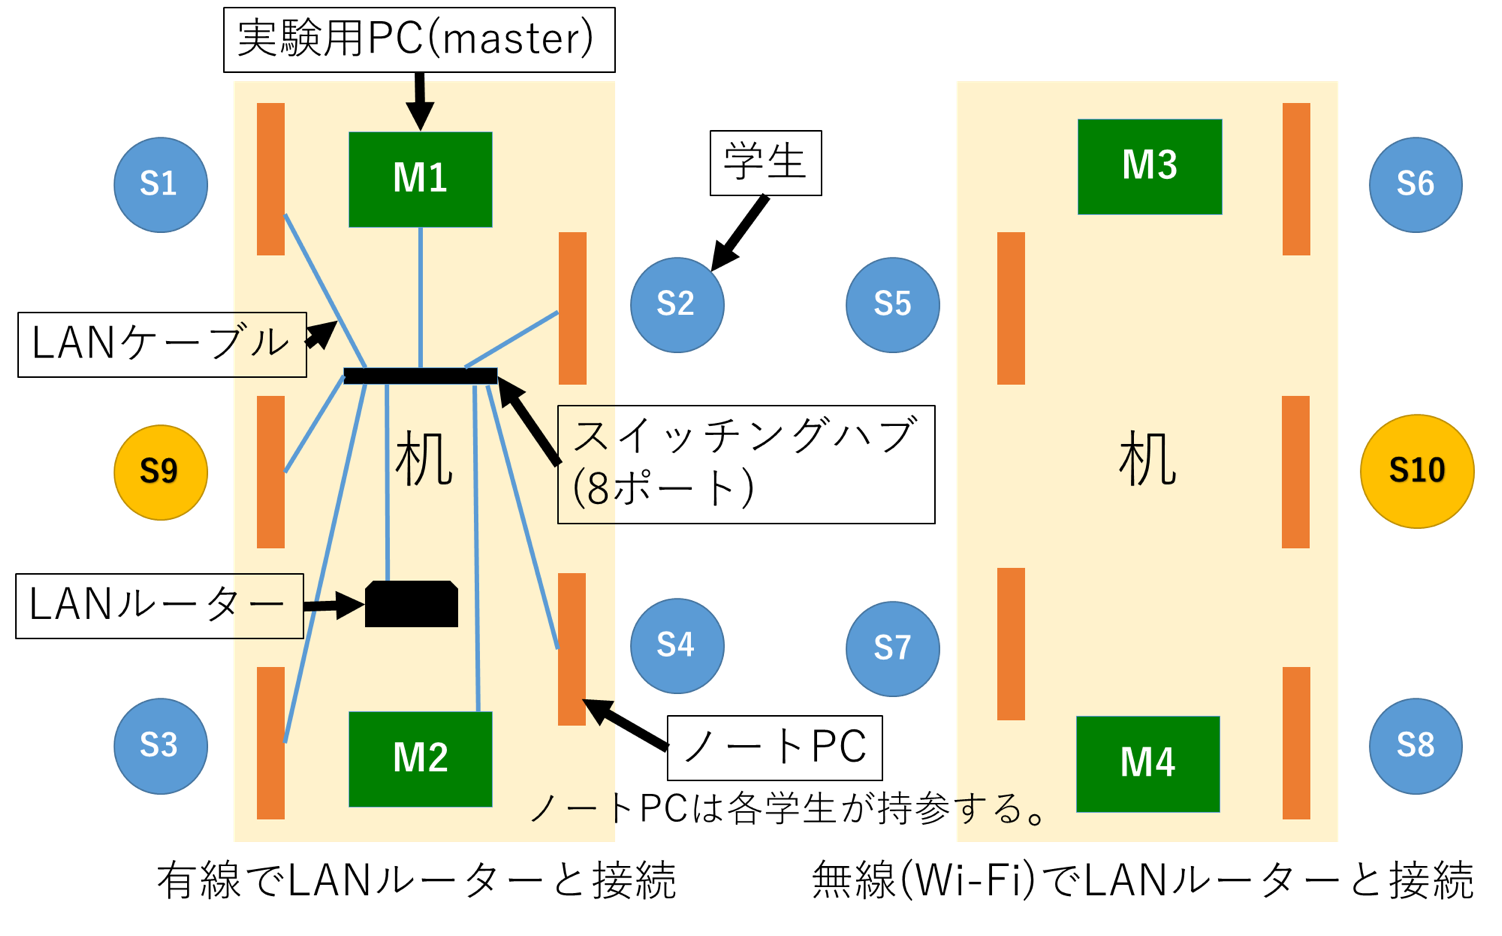 実験用PC(master)
M1
M3
学生
S1
S6
S2
S5
LANケーブル
スイッチングハブ
(8ポート)
机
机
S9
S10
LANルーター
S4
S7
ノートPC
S3
M2
M4
S8
ノートPCは各学生が持参する。
有線でLANルーターと接続
無線(Wi-Fi)でLANルーターと接続